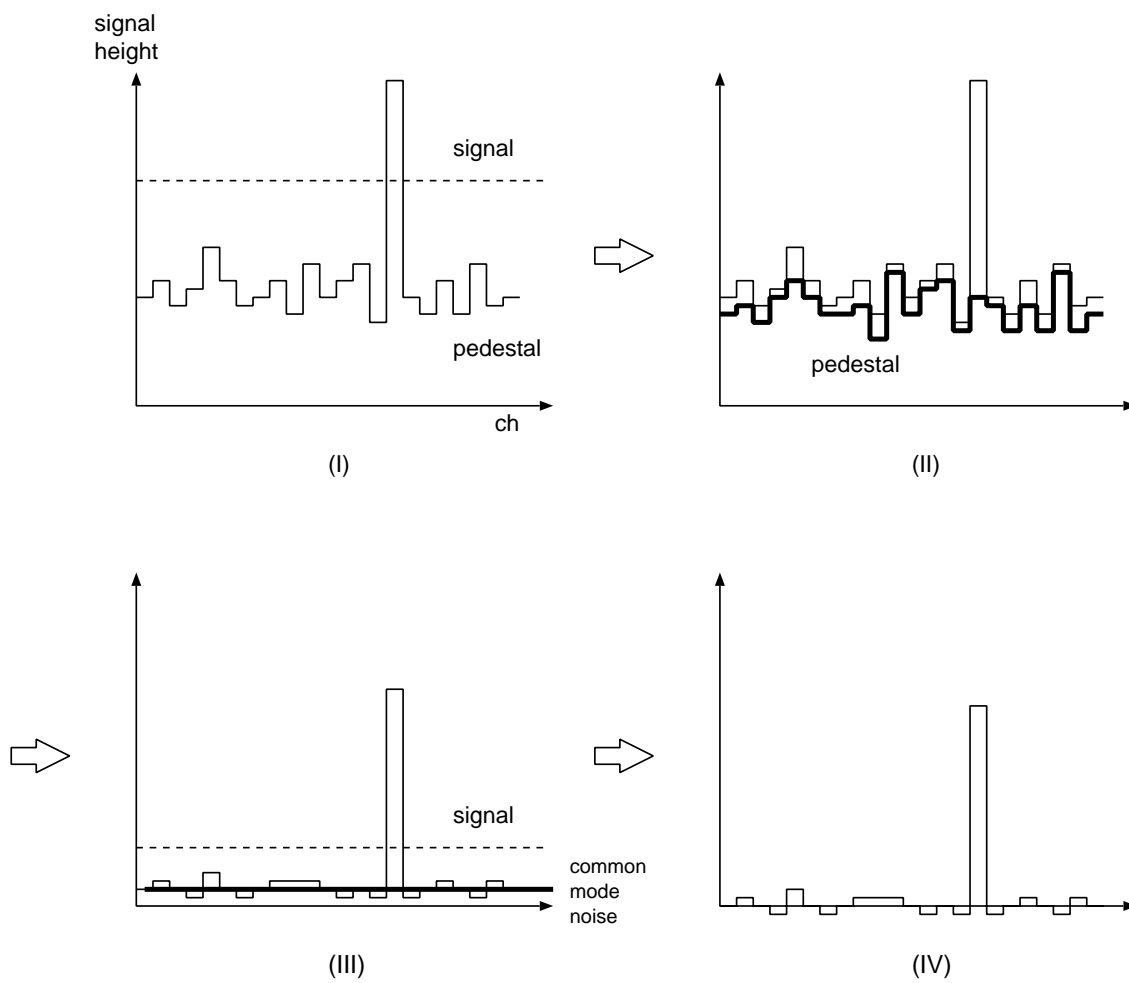 signal
height
signal
pedestal
ch
(I)
pedestal
(II)
signal
common
mode
noise
(III)
(IV)